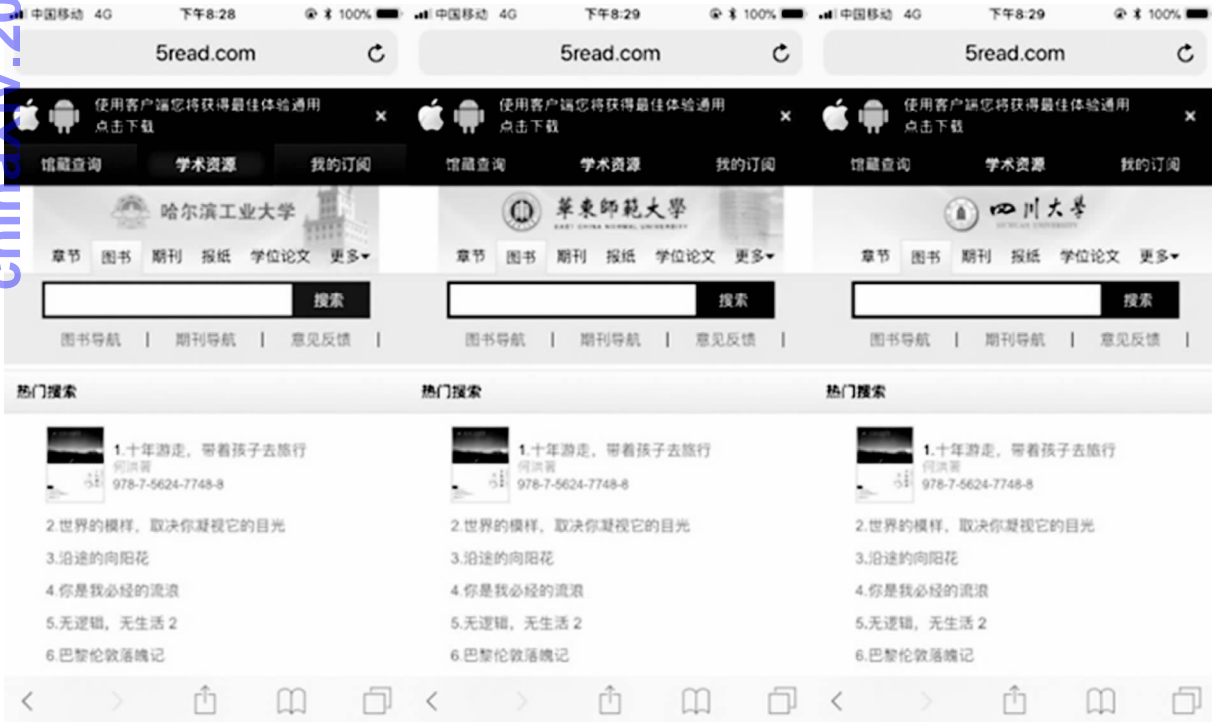 chinaxiv.20
中国移动 4G 下午8:28 100%
5read.com
使用客户端您将获得最佳体验通用
点击下载
×
馆藏查询 学术资源 我的订阅
哈尔滨工业大学
章节 图书 期刊 报纸 学位论文 更多▾
搜索
图书导航 | 期刊导航 | 意见反馈 |
热门搜索
1.十年游走，带着孩子去旅行
何洪著
978-7-5624-7748-8
2.世界的模样，取决你凝视它的目光
3.沿途的向阳花
4.你是我必经的流浪
5.无逻辑，无生活 2
6.巴黎伦敦落魄记
中国移动 4G 下午8:29 100%
5read.com
使用客户端您将获得最佳体验通用
点击下载
×
馆藏查询 学术资源 我的订阅
華東師範大學
EAST CHINA NORMAL UNIVERSITY
章节 图书 期刊 报纸 学位论文 更多▾
搜索
图书导航 | 期刊导航 | 意见反馈 |
热门搜索
1.十年游走，带着孩子去旅行
何洪著
978-7-5624-7748-8
2.世界的模样，取决你凝视它的目光
3.沿途的向阳花
4.你是我必经的流浪
5.无逻辑，无生活 2
6.巴黎伦敦落魄记
中国移动 4G 下午8:29 100%
5read.com
使用客户端您将获得最佳体验通用
点击下载
×
馆藏查询 学术资源 我的订阅
四川大學
SICHUAN UNIVERSITY
章节 图书 期刊 报纸 学位论文 更多▾
搜索
图书导航 | 期刊导航 | 意见反馈 |
热门搜索
1.十年游走，带着孩子去旅行
何洪著
978-7-5624-7748-8
2.世界的模样，取决你凝视它的目光
3.沿途的向阳花
4.你是我必经的流浪
5.无逻辑，无生活 2
6.巴黎伦敦落魄记